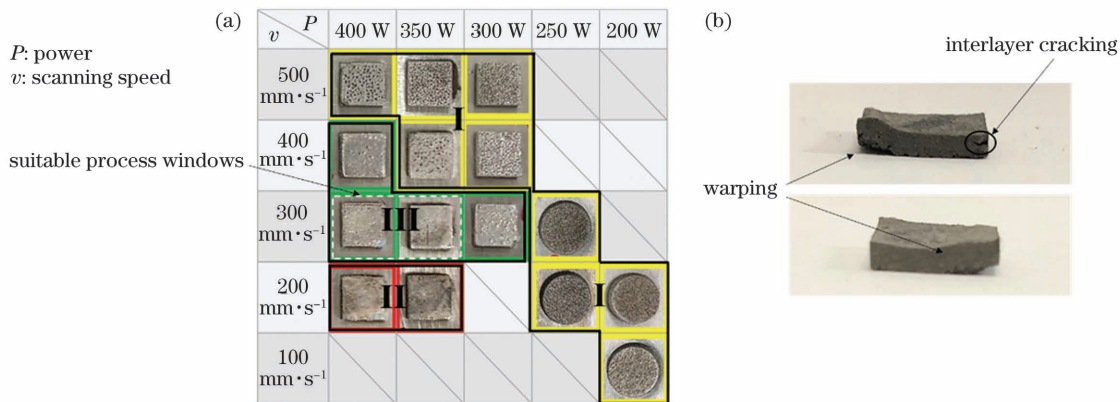 (a)
P: power
v: scanning speed
suitable process windows
v
P
400 W
350 W
300 W
250 W
200 W
500
mm·s⁻¹
400
mm·s⁻¹
300
mm·s⁻¹
200
mm·s⁻¹
100
mm·s⁻¹
I
III
II
I
(b)
interlayer cracking
warping